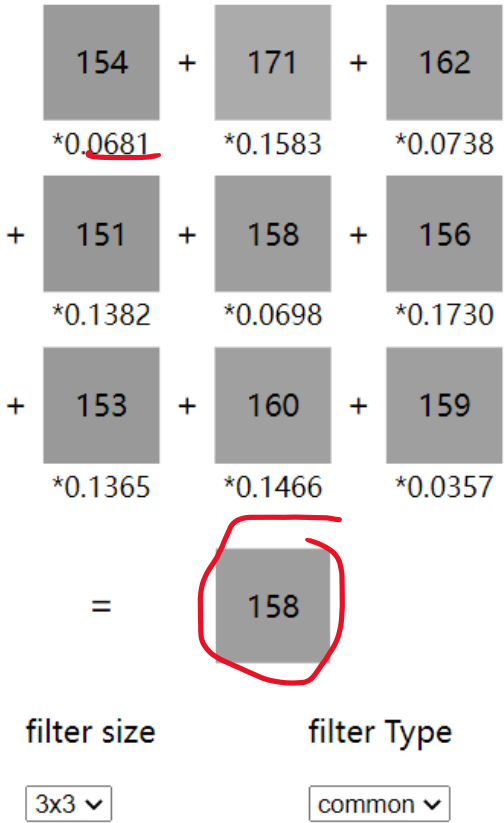 154 + 171 + 162
*0.0681 *0.1583 *0.0738
+ 151 + 158 + 156
*0.1382 *0.0698 *0.1730
+ 153 + 160 + 159
*0.1365 *0.1466 *0.0357
= 158
filter size filter Type
3x3 common